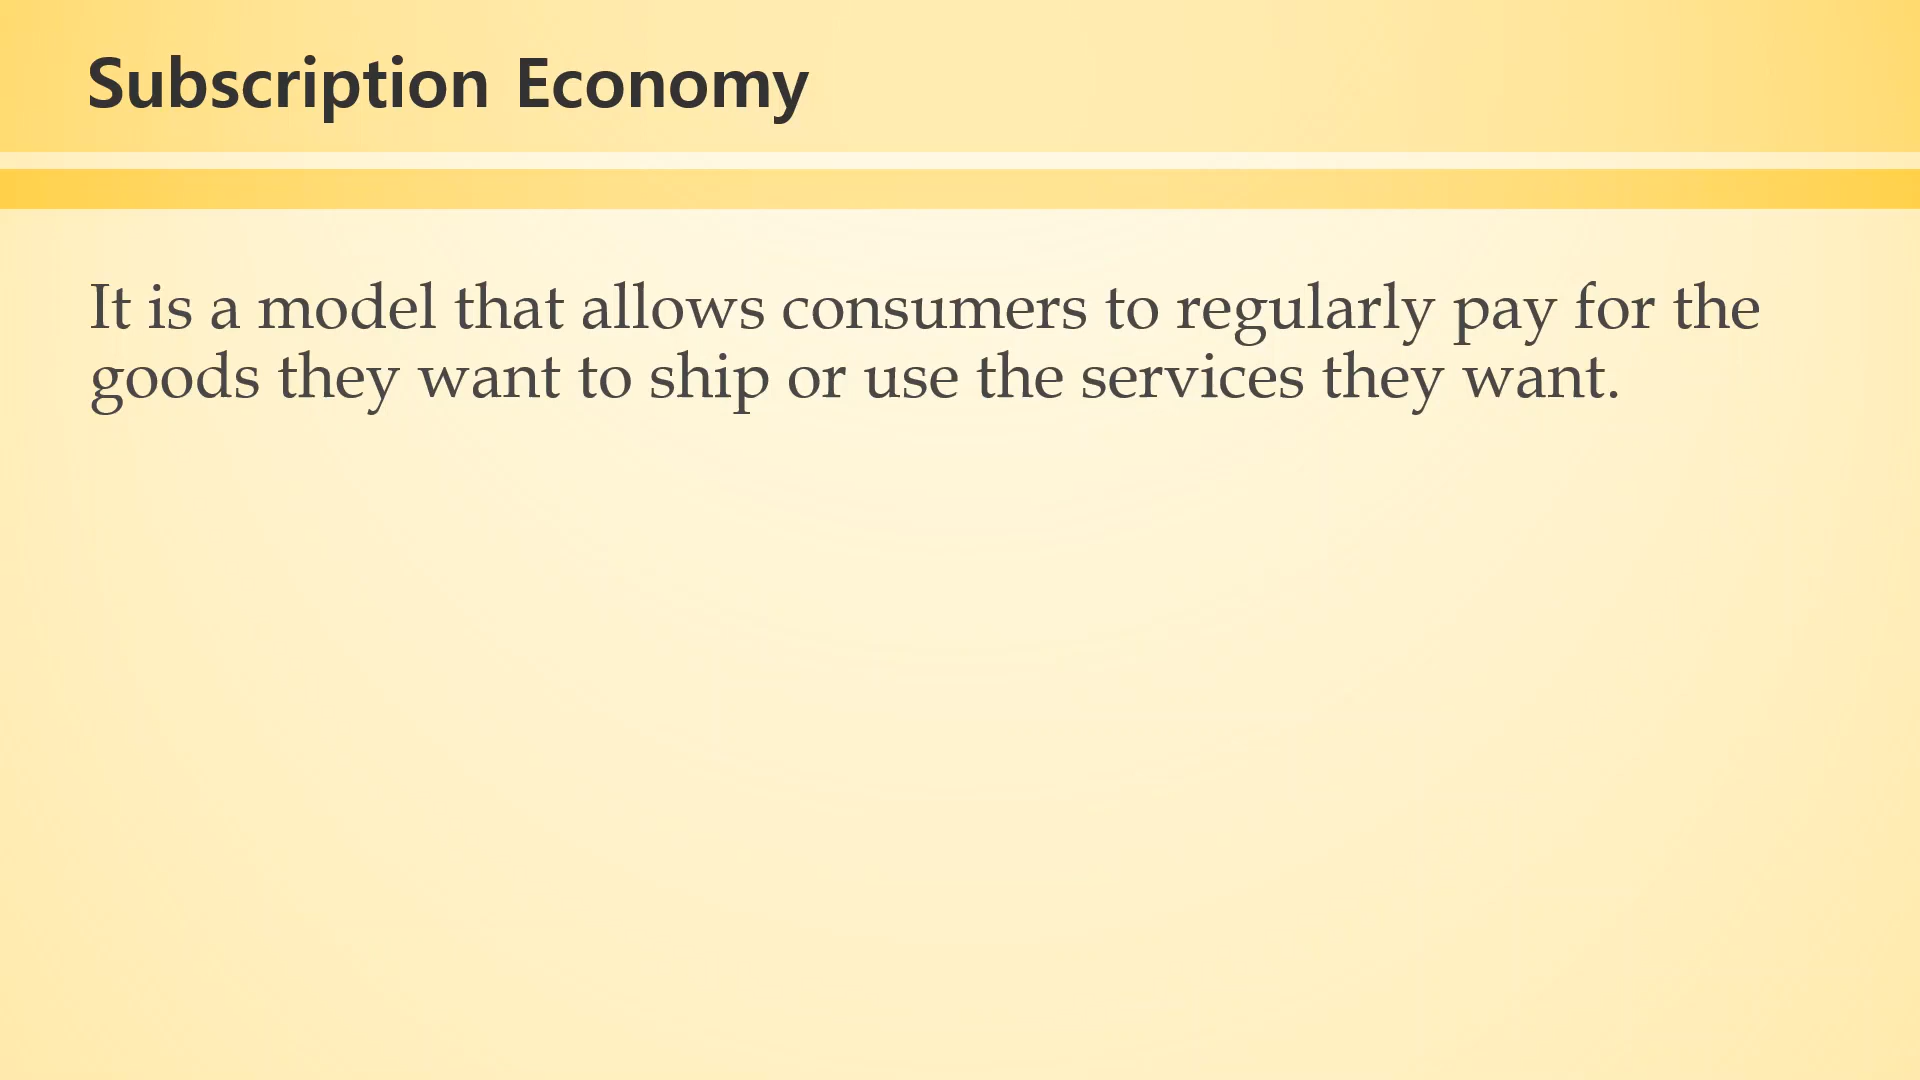 Subscription Economy
It is a model that allows consumers to regularly pay for the
goods they want to ship or use the services they want.